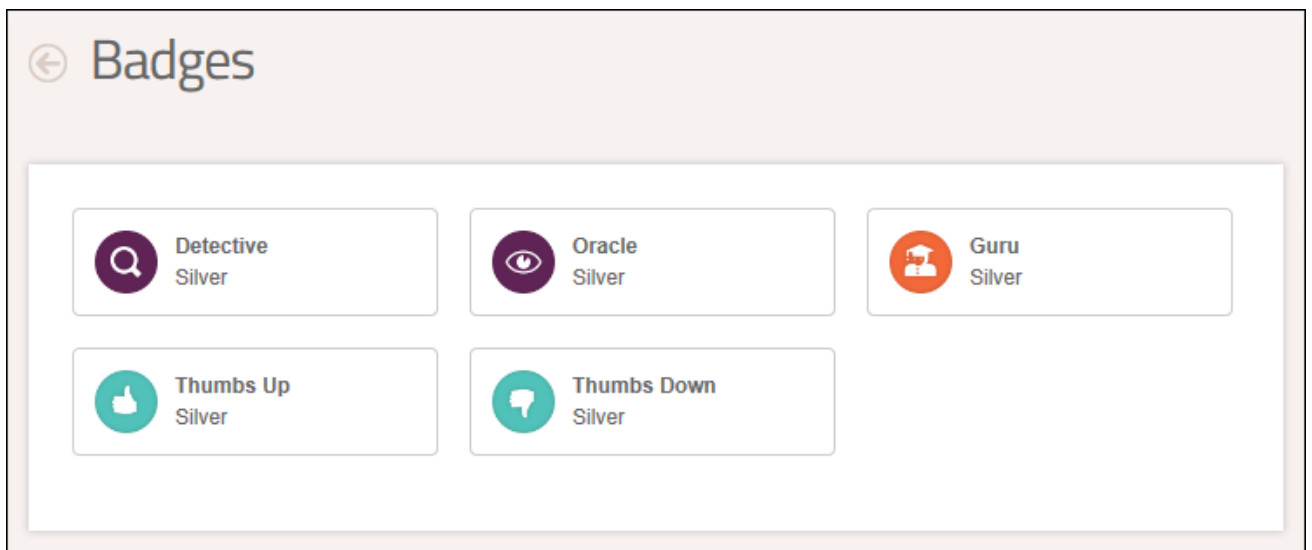 Badges
Detective
Silver
Oracle
Silver
Guru
Silver
Thumbs Up
Silver
Thumbs Down
Silver